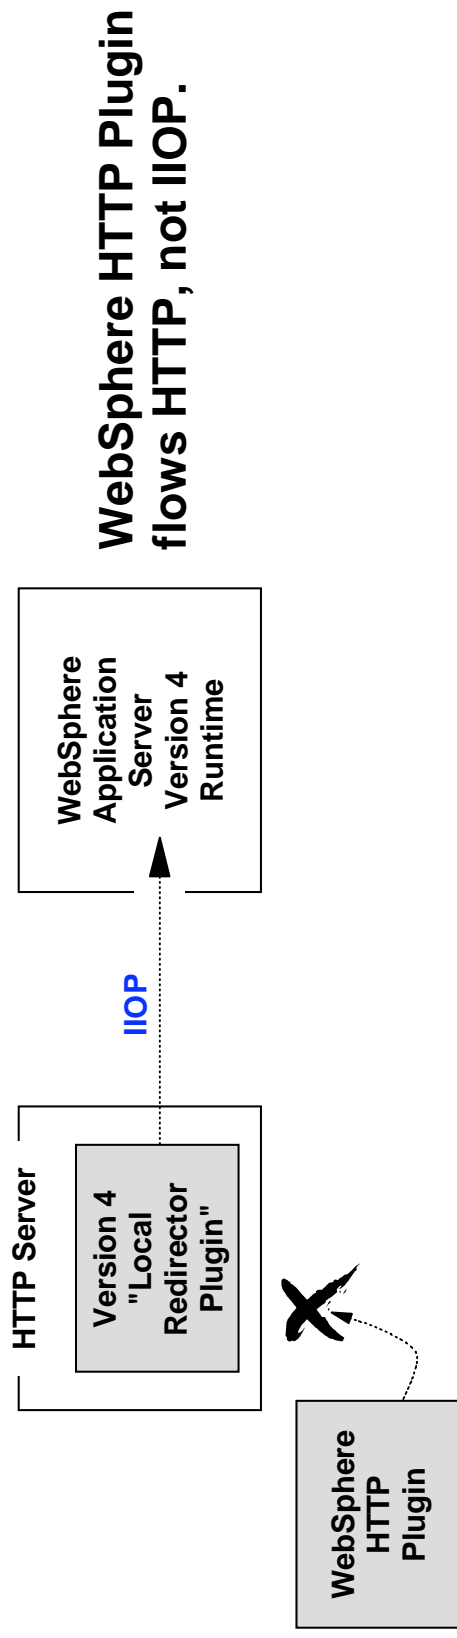 HTTP Server
Version 4
"Local
Redirector
Plugin"
IIOP
WebSphere
Application
Server
Version 4
Runtime
WebSphere HTTP Plugin
flows HTTP, not IIOP.
WebSphere
HTTP
Plugin